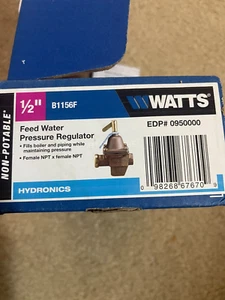 NON-POTABLE*
1/2"
B1156F
WATTS
EDP# 0950000
Feed Water
Pressure Regulator
• Fills boiler and piping while
maintaining pressure
• Female NPT x female NPT
HYDRONICS
0 98268 67670 9